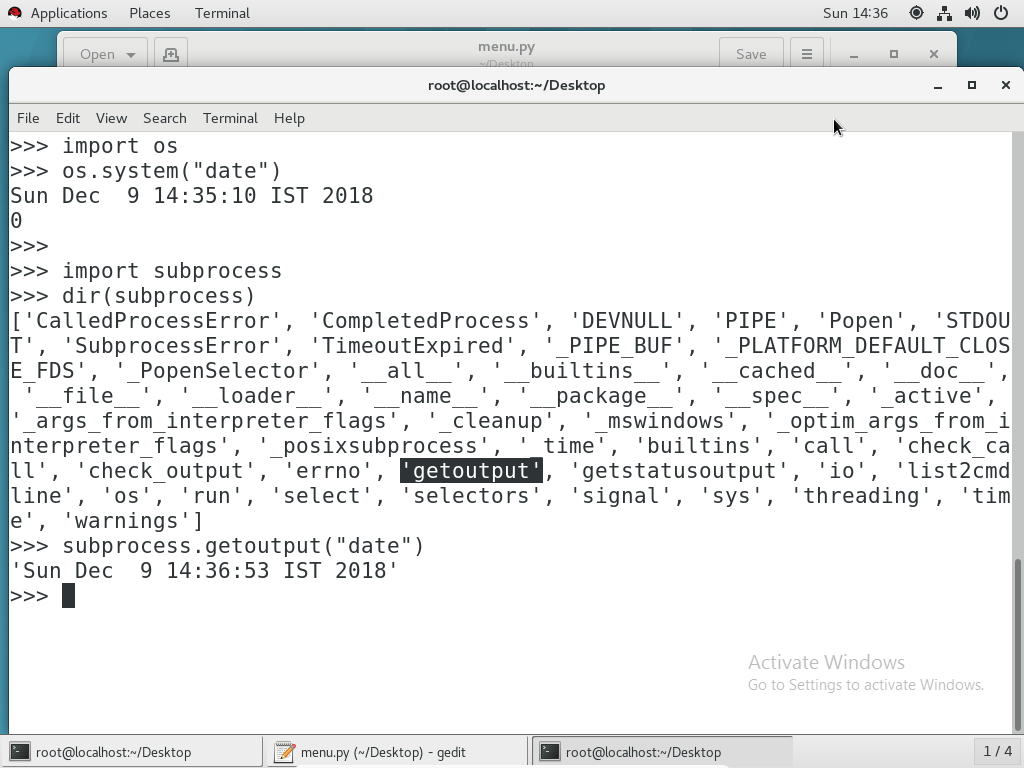 Applications Places Terminal Sun 14:36
Open menu.py Save
~/Desktop
root@localhost:~/Desktop
File Edit View Search Terminal Help
>>> import os
>>> os.system("date")
Sun Dec  9 14:35:10 IST 2018
0
>>>
>>> import subprocess
>>> dir(subprocess)
['CalledProcessError', 'CompletedProcess', 'DEVNULL', 'PIPE', 'Popen', 'STDOU
T', 'SubprocessError', 'TimeoutExpired', '_PIPE_BUF', '_PLATFORM_DEFAULT_CLOS
E_FDS', '_PopenSelector', '__all__', '__builtins__', '__cached__', '__doc__',
 '__file__', '__loader__', '__name__', '__package__', '__spec__', '_active',
'_args_from_interpreter_flags', '_cleanup', '_mswindows', '_optim_args_from_i
nterpreter_flags', '_posixsubprocess', '_time', 'builtins', 'call', 'check_ca
ll', 'check_output', 'errno', 'getoutput', 'getstatusoutput', 'io', 'list2cmd
line', 'os', 'run', 'select', 'selectors', 'signal', 'sys', 'threading', 'tim
e', 'warnings']
>>> subprocess.getoutput("date")
'Sun Dec  9 14:36:53 IST 2018'
>>>
Activate Windows
Go to Settings to activate Windows.
root@localhost:~/Desktop menu.py (~/Desktop) - gedit root@localhost:~/Desktop 1 / 4